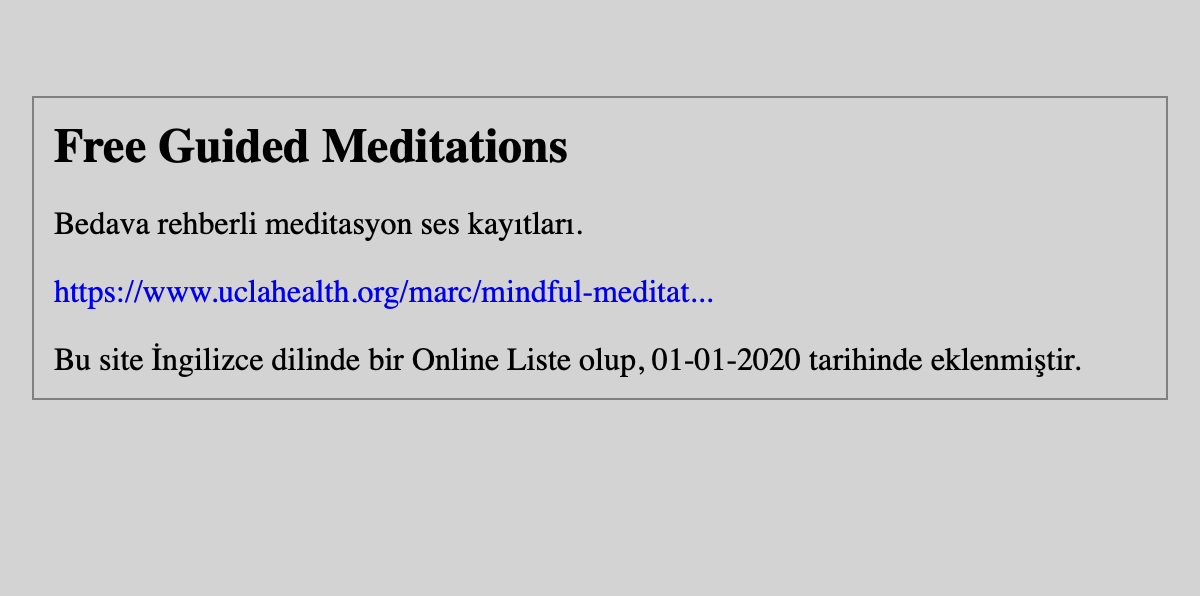 Free Guided Meditations
Bedava rehberli meditasyon ses kayıtları.
https://www.uclahealth.org/marc/mindful-meditat...
Bu site İngilizce dilinde bir Online Liste olup, 01-01-2020 tarihinde eklenmiştir.